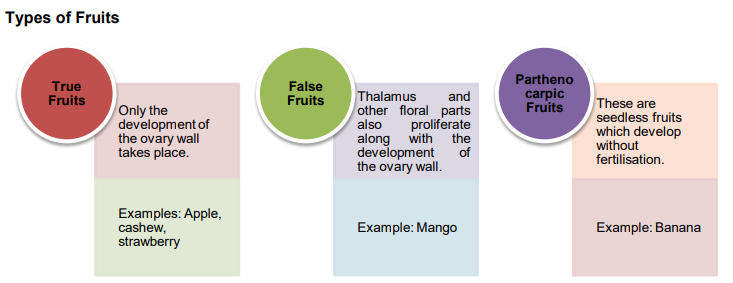 Types of Fruits
True
Fruits
Only the
development of
the ovary wall
takes place.
Examples: Apple,
cashew,
strawberry
False
Fruits
Thalamus and
other floral parts
also proliferate
along with the
development of
the ovary wall.
Example: Mango
Partheno
carpic
Fruits
These are
seedless fruits
which develop
without
fertilisation.
Example: Banana